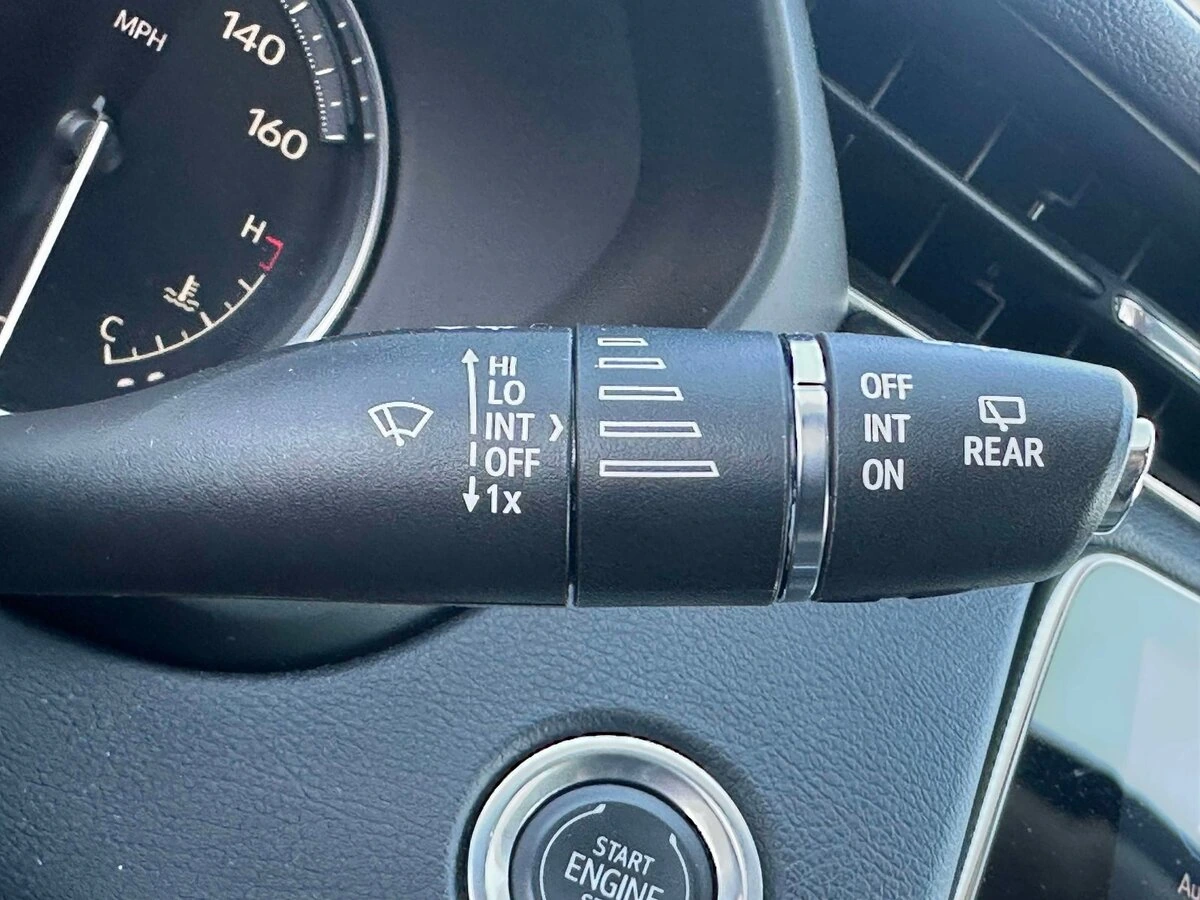 MPH
140
160
H
C
HI
LO
INT
OFF
1x
OFF
INT
ON
REAR
START
ENGINE